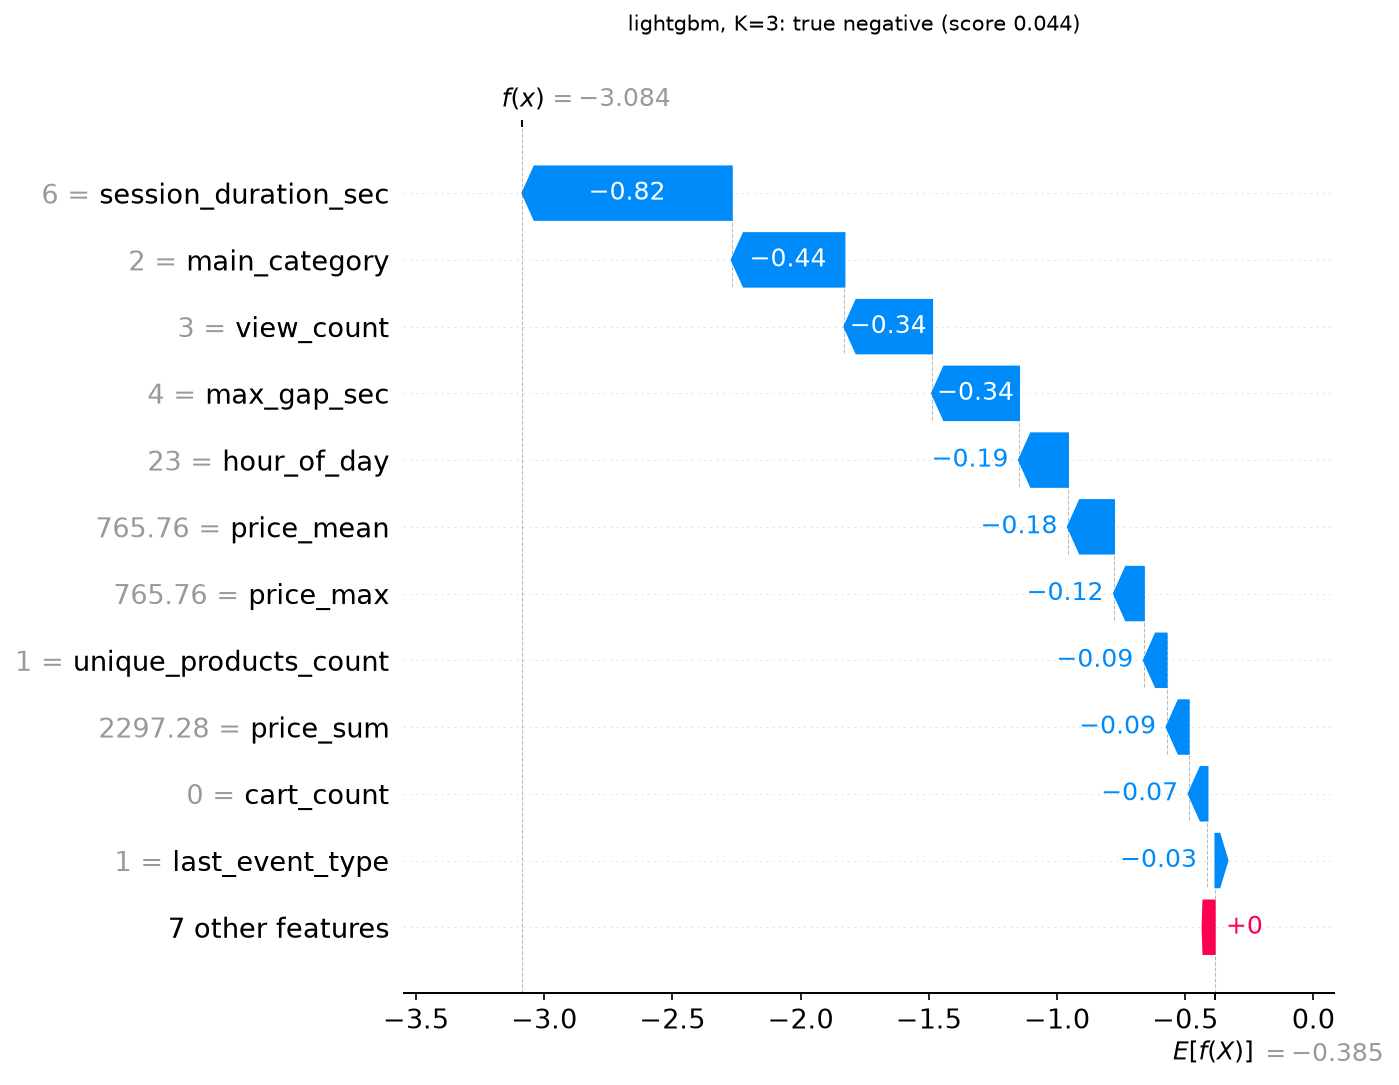 lightgbm, K=3: true negative (score 0.044)
f(x) = −3.084
6 = session_duration_sec −0.82
2 = main_category −0.44
3 = view_count −0.34
4 = max_gap_sec −0.34
23 = hour_of_day −0.19
765.76 = price_mean −0.18
765.76 = price_max −0.12
1 = unique_products_count −0.09
2297.28 = price_sum −0.09
0 = cart_count −0.07
1 = last_event_type −0.03
7 other features +0
−3.5 −3.0 −2.5 −2.0 −1.5 −1.0 −0.5 0.0
E[f(X)] = −0.385